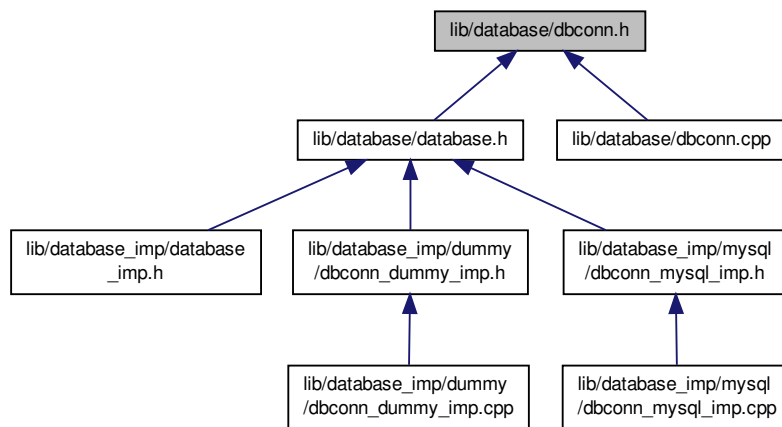 lib/database/dbconn.h
lib/database/database.h
lib/database/dbconn.cpp
lib/database_imp/database
_imp.h
lib/database_imp/dummy
/dbconn_dummy_imp.h
lib/database_imp/mysql
/dbconn_mysql_imp.h
lib/database_imp/dummy
/dbconn_dummy_imp.cpp
lib/database_imp/mysql
/dbconn_mysql_imp.cpp